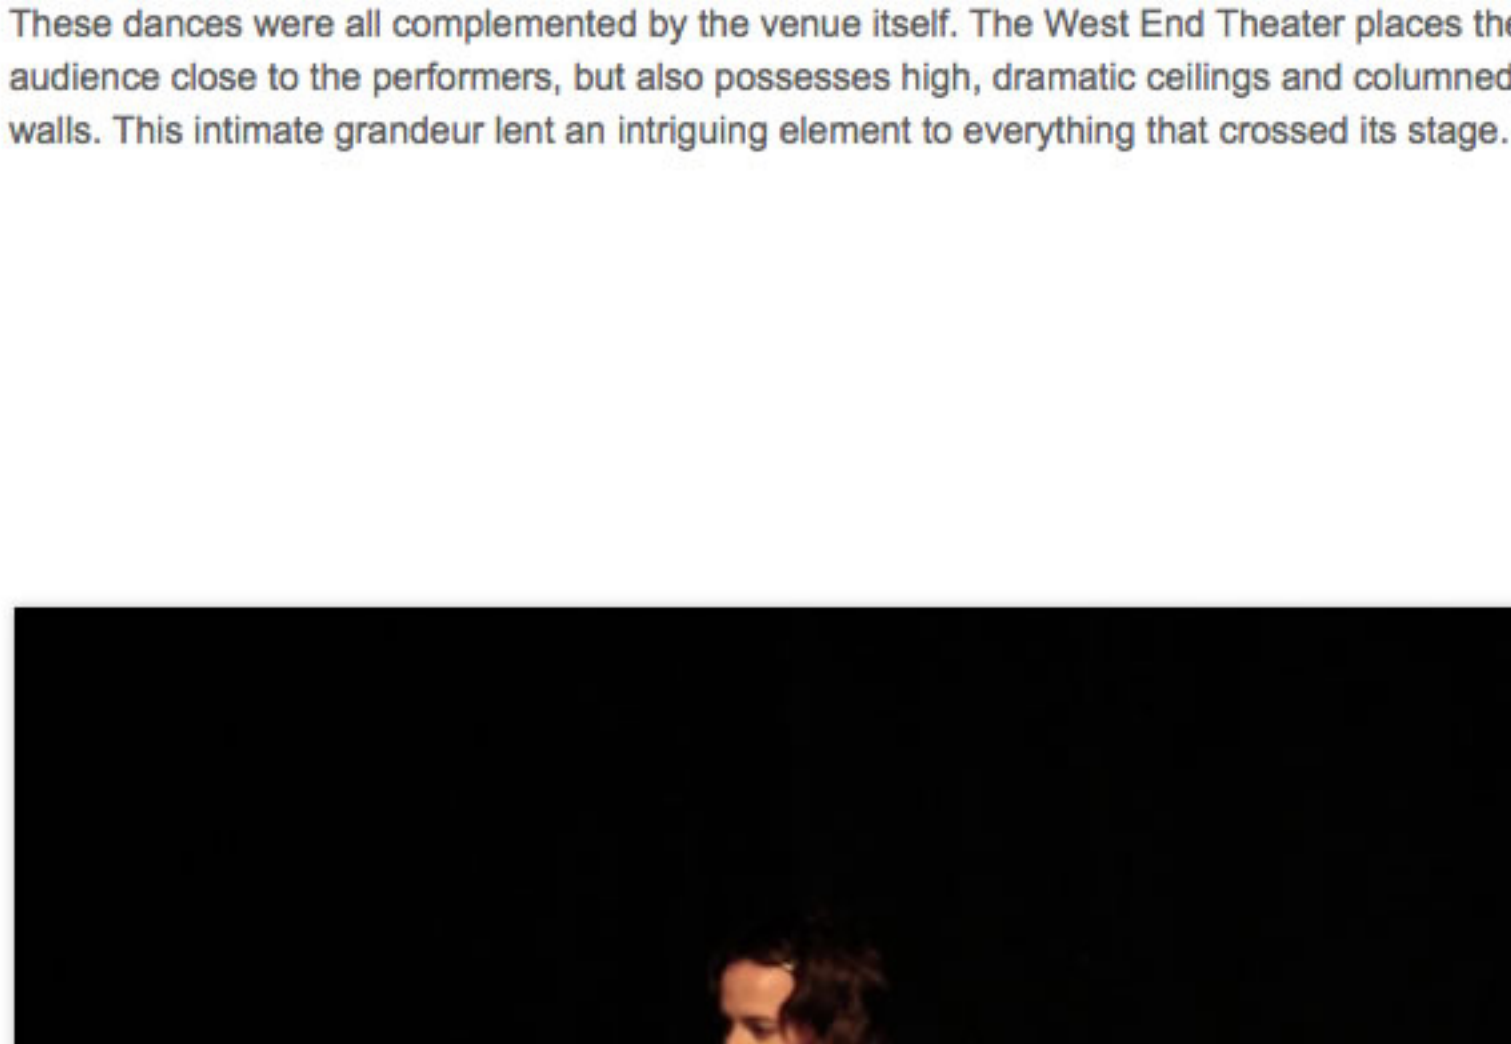 These dances were all complemented by the venue itself. The West End Theater places the
audience close to the performers, but also possesses high, dramatic ceilings and columned
walls. This intimate grandeur lent an intriguing element to everything that crossed its stage.